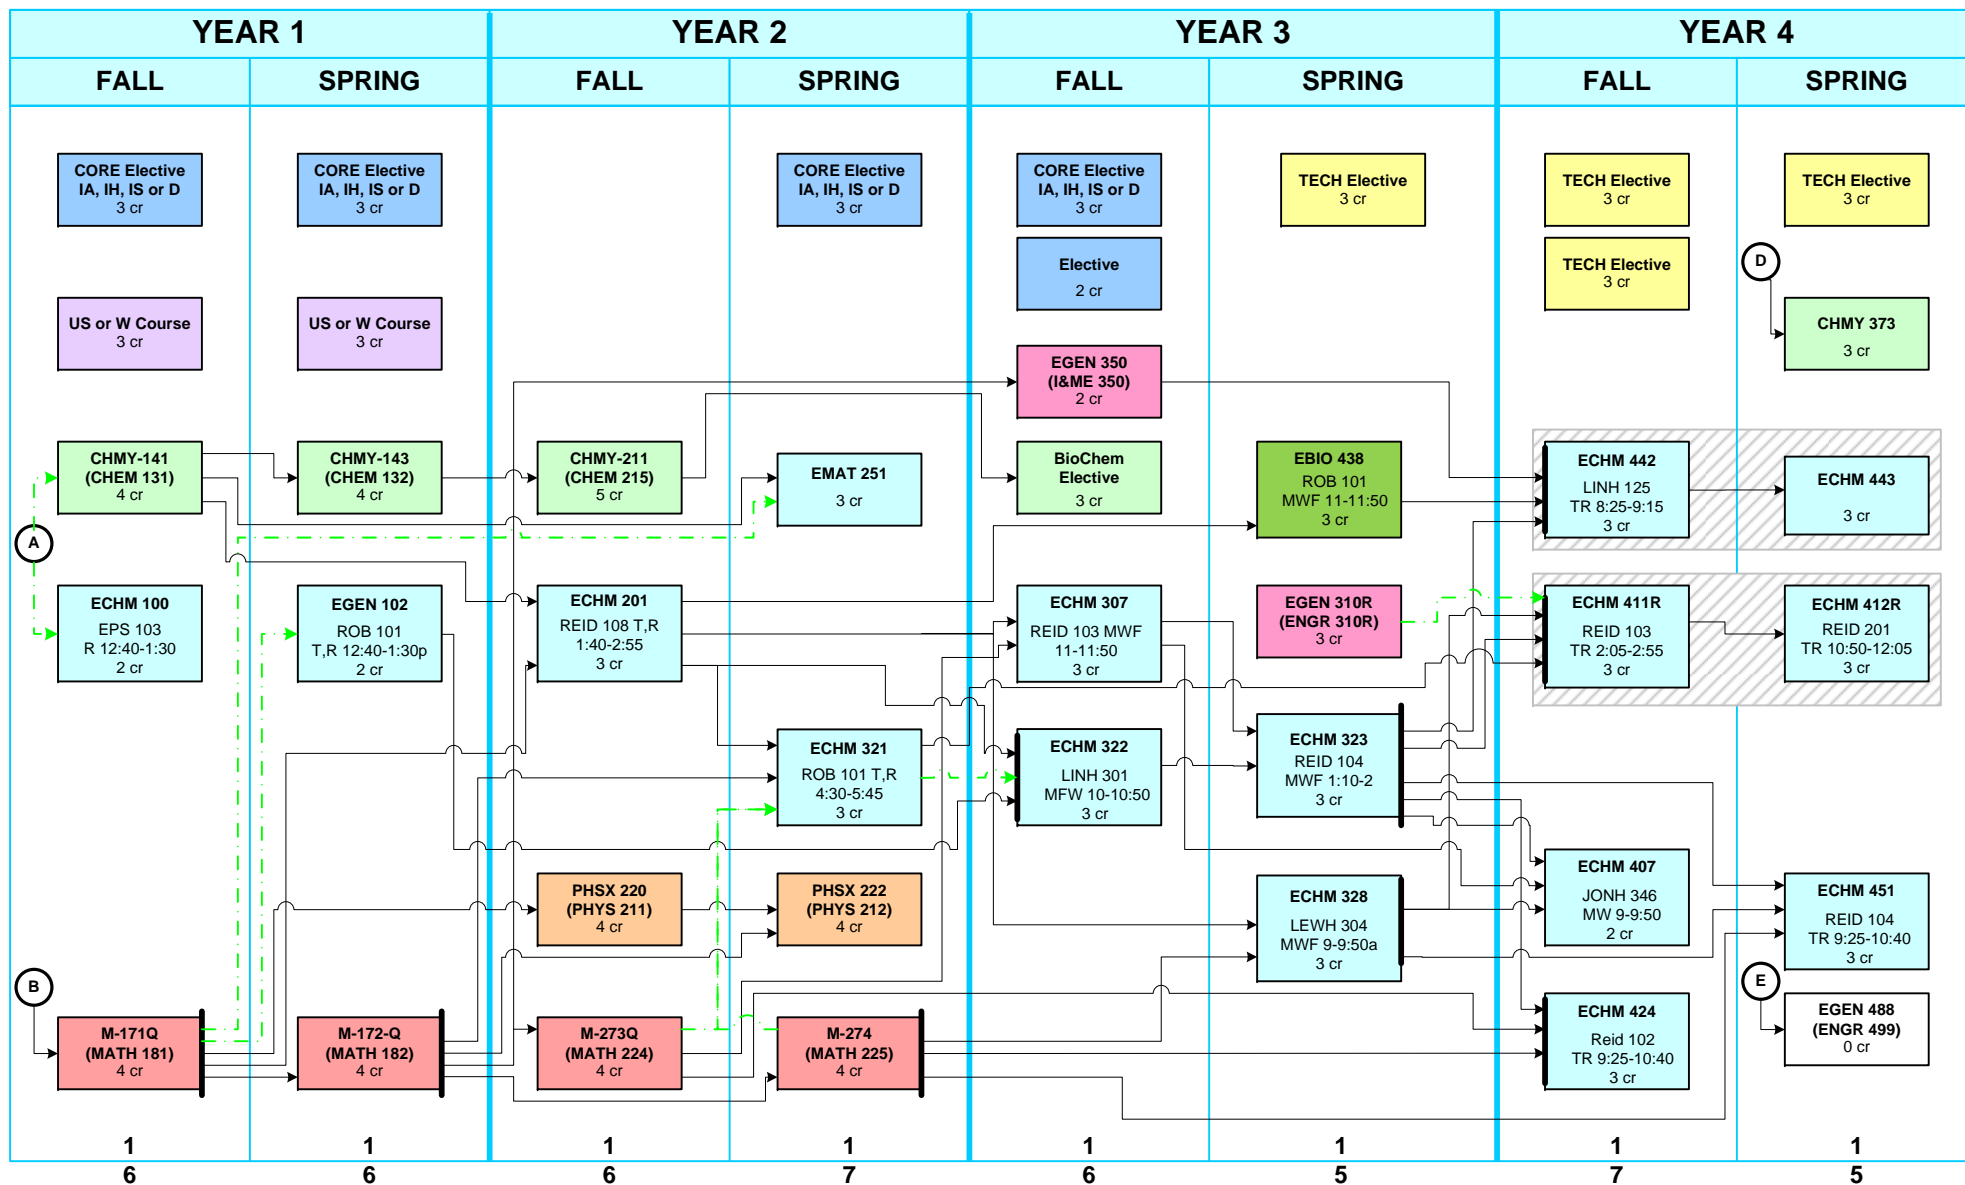 YEAR 1
YEAR 2
YEAR 3
YEAR 4
FALL
SPRING
FALL
SPRING
FALL
SPRING
FALL
SPRING
CORE Elective
IA, IH, IS or D
3 cr
CORE Elective
IA, IH, IS or D
3 cr
CORE Elective
IA, IH, IS or D
3 cr
CORE Elective
IA, IH, IS or D
3 cr
TECH Elective
3 cr
TECH Elective
3 cr
TECH Elective
3 cr
Elective
2 cr
TECH Elective
3 cr
D
US or W Course
3 cr
US or W Course
3 cr
CHMY 373
3 cr
EGEN 350
(I&ME 350)
2 cr
CHMY-141
(CHEM 131)
4 cr
CHMY-143
(CHEM 132)
4 cr
CHMY-211
(CHEM 215)
5 cr
EMAT 251
3 cr
BioChem
Elective
3 cr
EBIO 438
ROB 101
MWF 11-11:50
3 cr
ECHM 442
LINH 125
TR 8:25-9:15
3 cr
ECHM 443
3 cr
A
ECHM 100
EPS 103
R 12:40-1:30
2 cr
EGEN 102
ROB 101
T,R 12:40-1:30p
2 cr
ECHM 201
REID 108 T,R
1:40-2:55
3 cr
ECHM 307
REID 103 MWF
11-11:50
3 cr
EGEN 310R
(ENGR 310R)
3 cr
ECHM 411R
REID 103
TR 2:05-2:55
3 cr
ECHM 412R
REID 201
TR 10:50-12:05
3 cr
ECHM 321
ROB 101 T,R
4:30-5:45
3 cr
ECHM 322
LINH 301
MFW 10-10:50
3 cr
ECHM 323
REID 104
MWF 1:10-2
3 cr
PHSX 220
(PHYS 211)
4 cr
PHSX 222
(PHYS 212)
4 cr
ECHM 328
LEWH 304
MWF 9-9:50a
3 cr
ECHM 407
JONH 346
MW 9-9:50
2 cr
ECHM 451
REID 104
TR 9:25-10:40
3 cr
B
E
M-171Q
(MATH 181)
4 cr
M-172-Q
(MATH 182)
4 cr
M-273Q
(MATH 224)
4 cr
M-274
(MATH 225)
4 cr
ECHM 424
Reid 102
TR 9:25-10:40
3 cr
EGEN 488
(ENGR 499)
0 cr
1
6
1
6
1
6
1
7
1
6
1
5
1
7
1
5